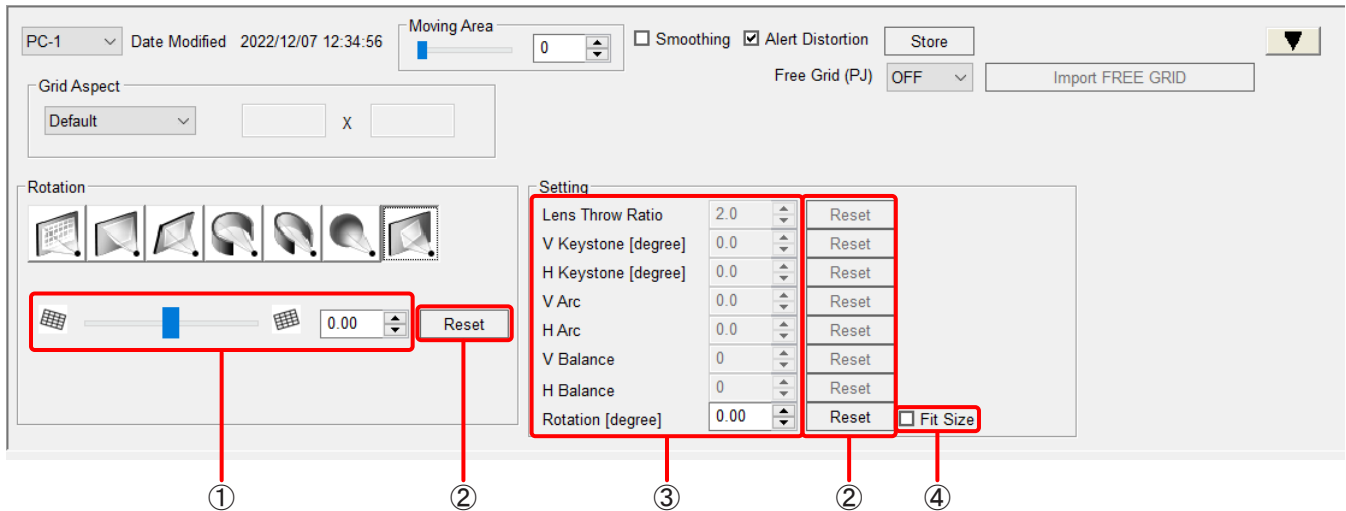 PC-1 Date Modified 2022/12/07 12:34:56 Moving Area 0 Smoothing Alert Distortion Store
Free Grid (PJ) OFF Import FREE GRID
Grid Aspect
Default X
Rotation
0.00 Reset
Setting
Lens Throw Ratio 2.0 Reset
V Keystone [degree] 0.0 Reset
H Keystone [degree] 0.0 Reset
V Arc 0.0 Reset
H Arc 0.0 Reset
V Balance 0 Reset
H Balance 0 Reset
Rotation [degree] 0.00 Reset Fit Size
① ② ③ ② ④